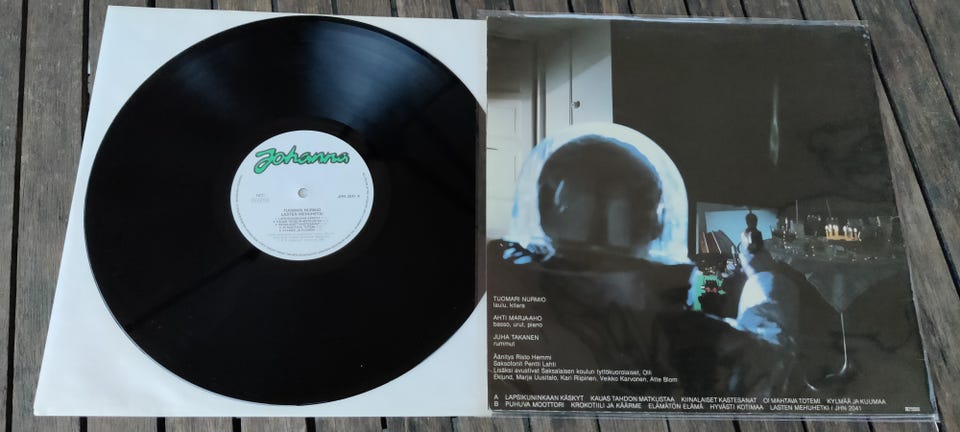 Johanna
JHN 2041 A
TUOMARI NURMIO
LASTEN MEHUHETKI
TUOMARI NURMIO
laulu, kitara
AHTI MARJA-AHO
basso, urut, piano
JUHA TAKANEN
rummut
Äänitys Risto Hemmi
Saksofonit Pentti Lahti
Lisäksi avustivat Saksalaisen koulun tyttökuorolaiset, Olli
Eklund, Marja Uusitalo, Kari Riipinen, Veikko Karvonen, Atte Blom
A LAPSIKUNINKAAN KÄSKYT KAUAS TAHDON MATKUSTAA KIINALAISET KASTESANAT OI MAHTAVA TOTEMI KYLMÄÄ JA KUUMAA
B PUHUVA MOOTTORI KROKOTIILI JA KÄÄRME ELÄMÄTÖN ELÄMÄ HYVÄSTI KOTIMAA LASTEN MEHUHETKI / JHN 2041